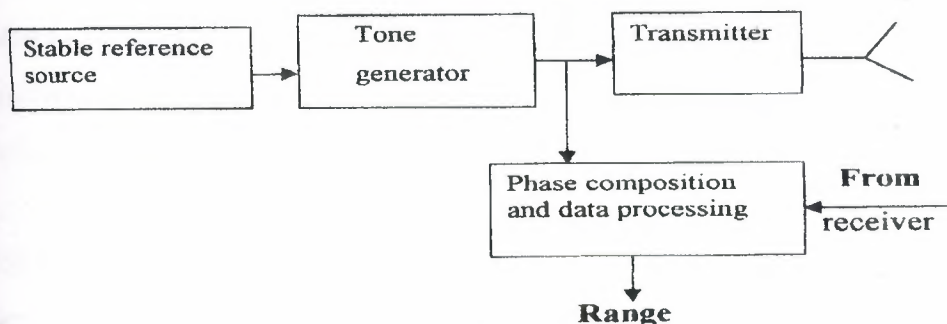 Stable reference
source
Tone
generator
Transmitter
Phase composition
and data processing
From
receiver
Range